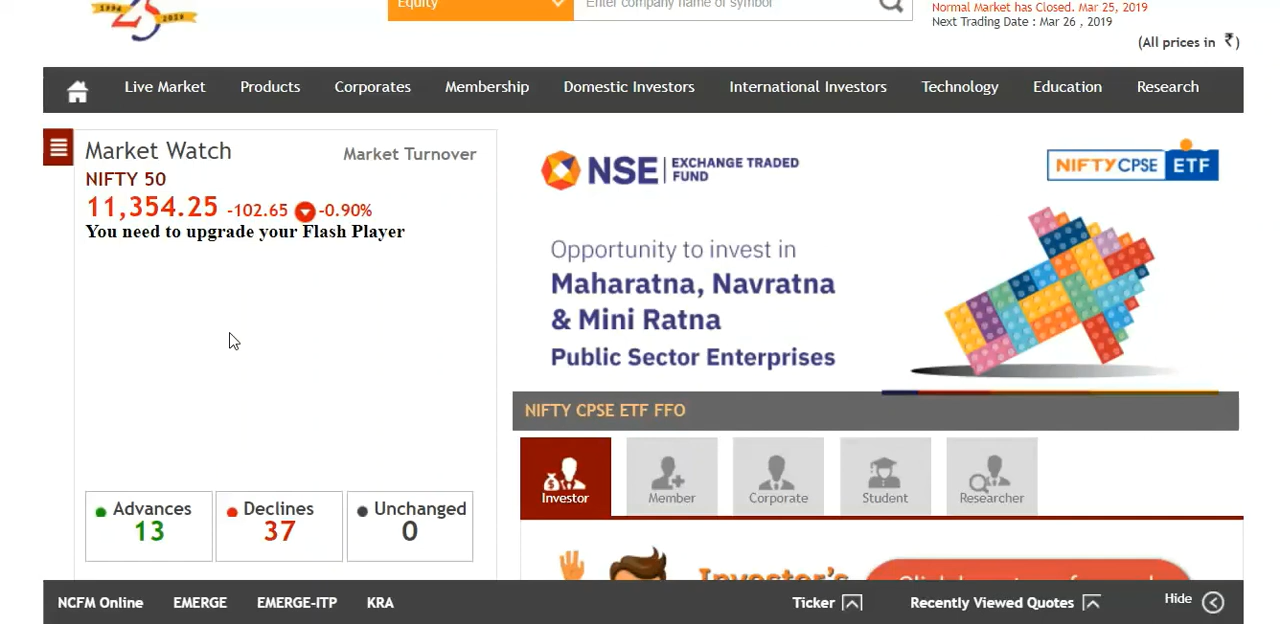 1994 25 2019
Equity
Enter company name or symbol
Normal Market has Closed. Mar 25, 2019
Next Trading Date : Mar 26 , 2019
(All prices in ₹)
Live Market Products Corporates Membership Domestic Investors International Investors Technology Education Research
Market Watch
Market Turnover
NIFTY 50
11,354.25 -102.65 -0.90%
You need to upgrade your Flash Player
NSE | EXCHANGE TRADED
FUND
NIFTY CPSE ETF
Opportunity to invest in
Maharatna, Navratna
& Mini Ratna
Public Sector Enterprises
NIFTY CPSE ETF FFO
Investor Member Corporate Student Researcher
Advances
13
Declines
37
Unchanged
0
Investor's
NCFM Online EMERGE EMERGE-ITP KRA Ticker Recently Viewed Quotes Hide